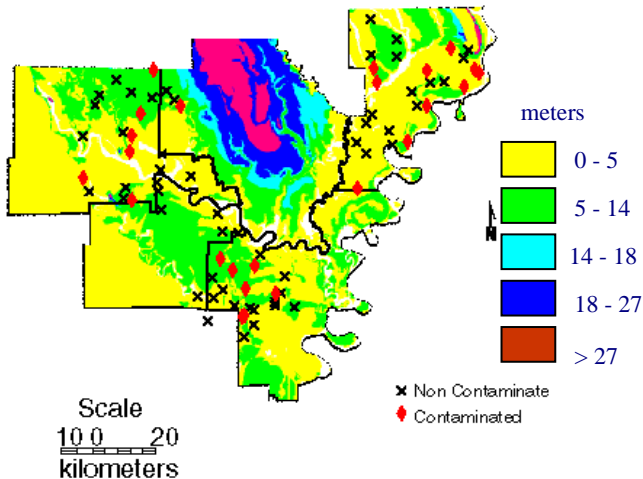 meters
0 - 5
5 - 14
14 - 18
18 - 27
> 27
N
Non Contaminate
Contaminated
Scale
10 0 20
kilometers